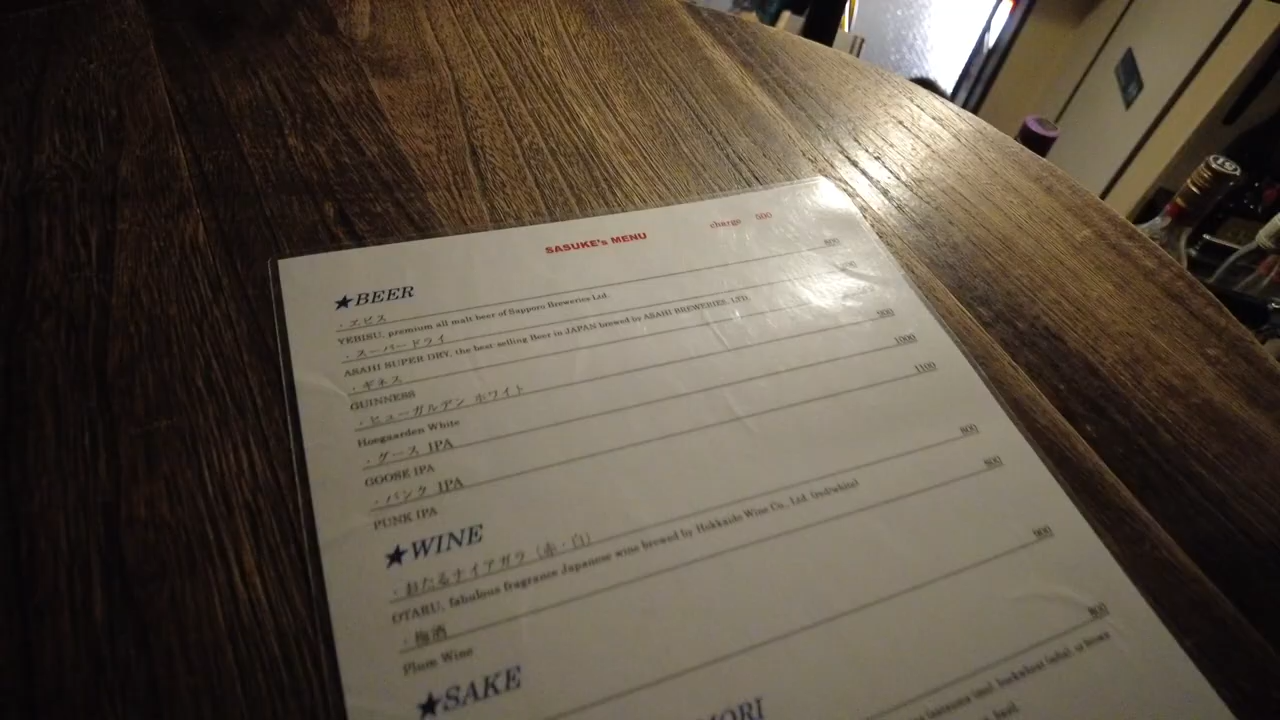 SASUKE's MENU charge 500
★BEER
・エビス 800
YEBISU, premium all malt beer of Sapporo Breweries Ltd.
・スーパードライ
ASAHI SUPER DRY, the best-selling Beer in JAPAN brewed by ASAHI BREWERIES, LTD.
・ギネス
GUINNESS
・ヒューガルデン ホワイト 900
Hoegaarden White
・グース IPA 1000
GOOSE IPA
・パンク IPA 1100
PUNK IPA
★WINE
・おたるナイアガラ（赤・白） 800
OTARU, fabulous fragrance Japanese wine brewed by Hokkaido Wine Co., Ltd. (red/white)
・梅酒 800
Plum Wine
★SAKE
900
800
buckwheat (soba), or